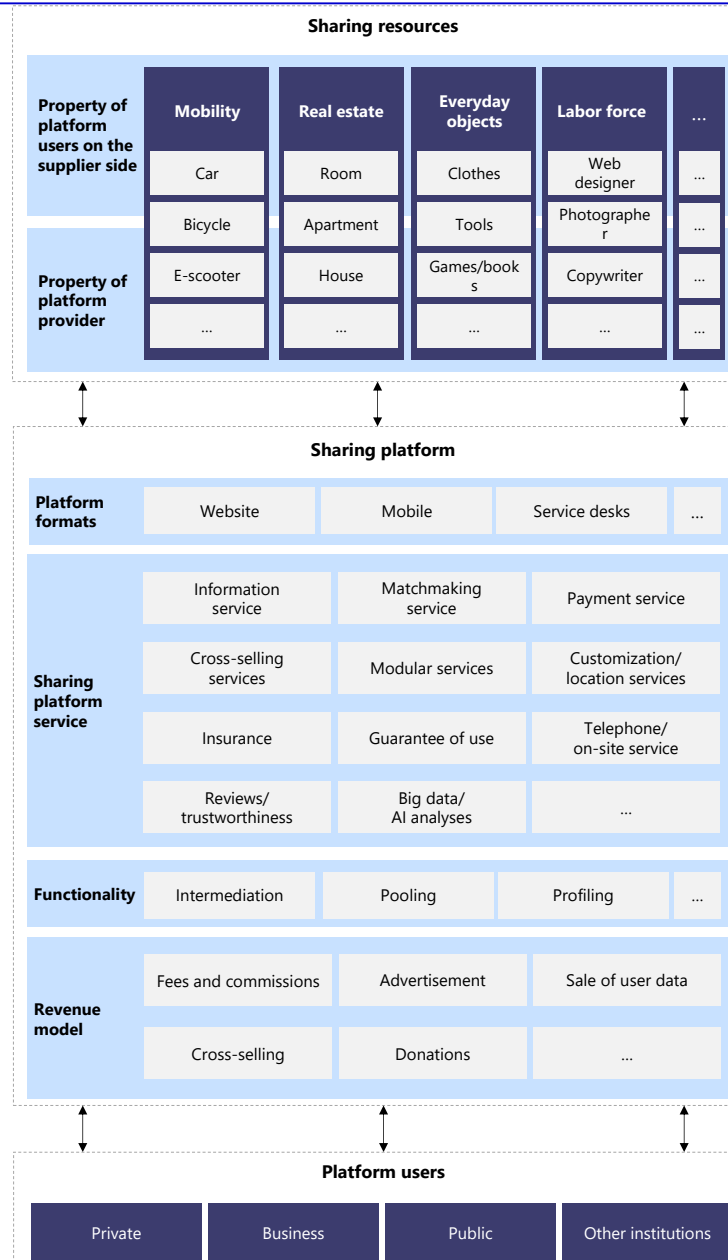 Sharing resources
Property of
platform
users on the
supplier side
Mobility
Real estate
Everyday
objects
Labor force
...
Car
Room
Clothes
Web
designer
...
Bicycle
Apartment
Tools
Photographe
r
...
Property of
platform
provider
E-scooter
House
Games/book
s
Copywriter
...
...
...
...
...
...
Sharing platform
Platform
formats
Website
Mobile
Service desks
...
Sharing
platform
service
Information
service
Matchmaking
service
Payment service
Cross-selling
services
Modular services
Customization/
location services
Insurance
Guarantee of use
Telephone/
on-site service
Reviews/
trustworthiness
Big data/
AI analyses
...
Functionality
Intermediation
Pooling
Profiling
...
Revenue
model
Fees and commissions
Advertisement
Sale of user data
Cross-selling
Donations
...
Platform users
Private
Business
Public
Other institutions